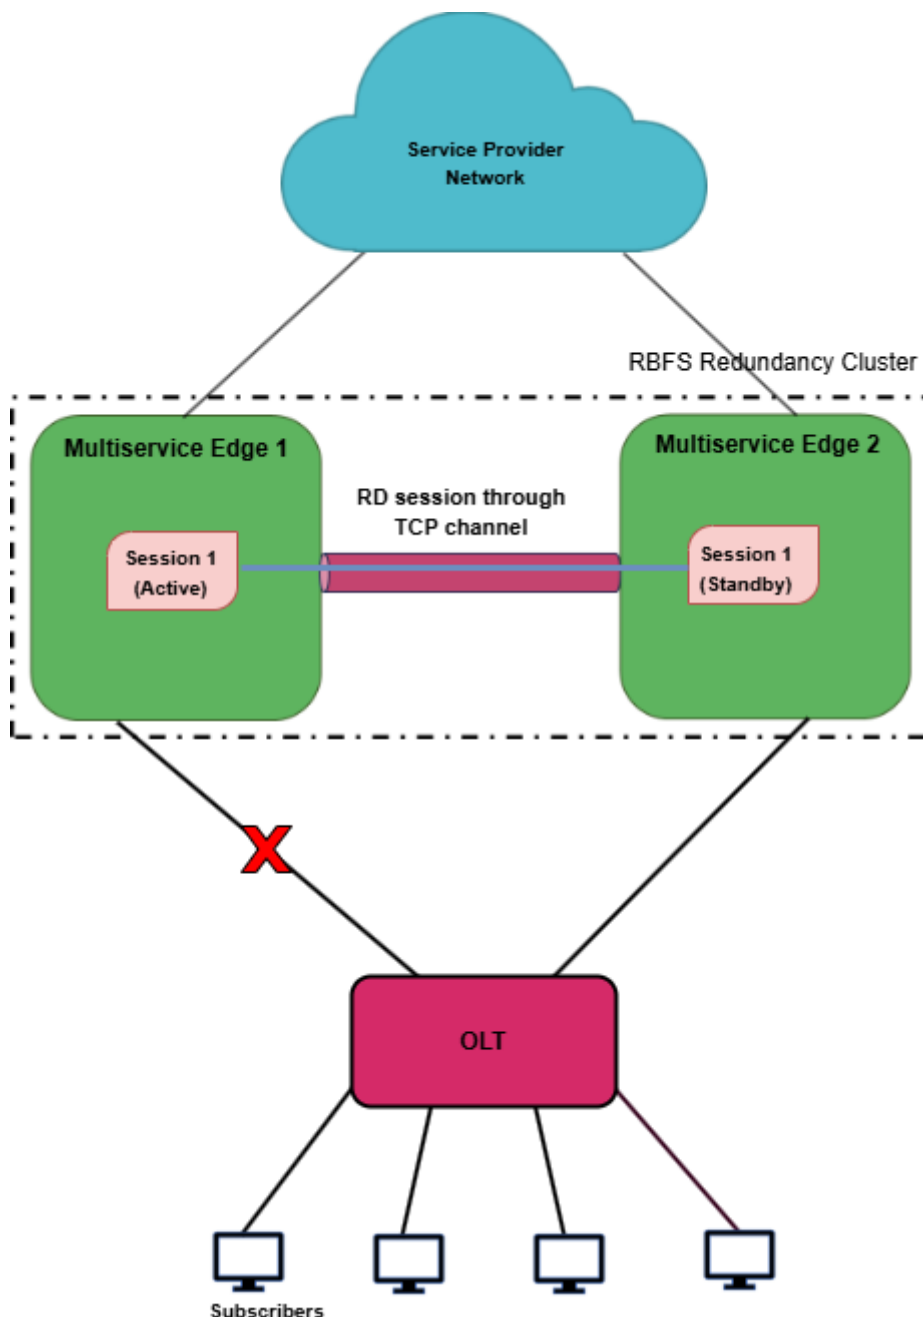 Service Provider
Network
RBFS Redundancy Cluster
Multiservice Edge 1
Multiservice Edge 2
RD session through
TCP channel
Session 1
(Active)
Session 1
(Standby)
X
OLT
Subscribers